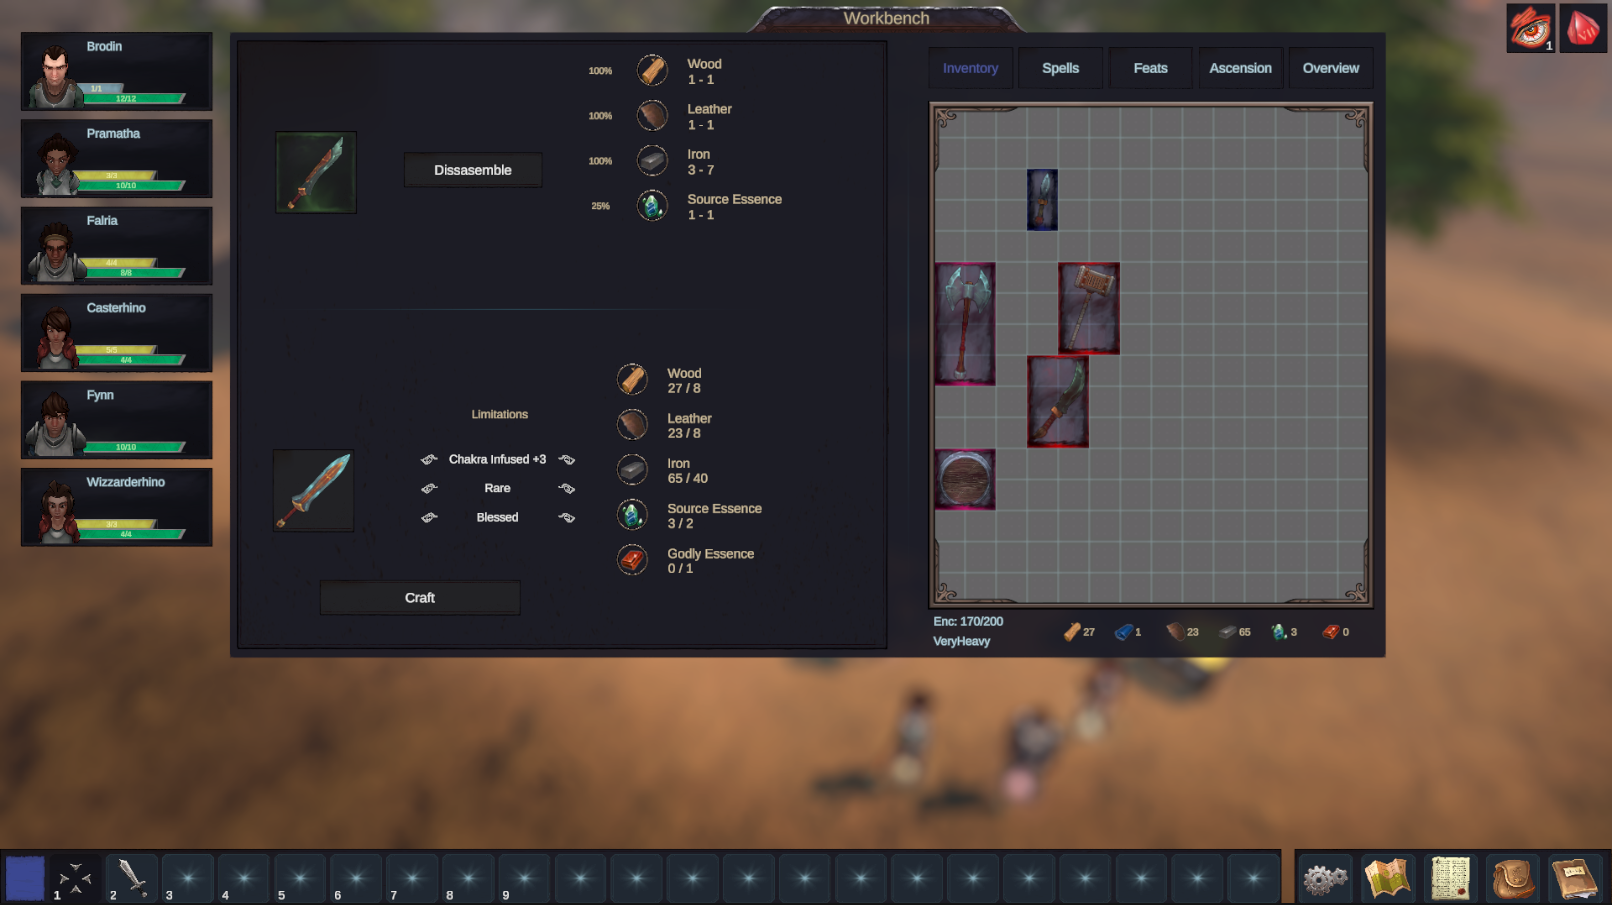 Workbench
1
VII
Brodin
1/1
12/12
Pramatha
3/3
10/10
Falria
4/4
8/8
Casterhino
5/5
4/4
Fynn
10/10
Wizzarderhino
3/3
4/4
Dissasemble
100%
Wood
1 - 1
100%
Leather
1 - 1
100%
Iron
3 - 7
25%
Source Essence
1 - 1
Limitations
Chakra Infused +3
Rare
Blessed
Wood
27 / 8
Leather
23 / 8
Iron
65 / 40
Source Essence
3 / 2
Godly Essence
0 / 1
Craft
Inventory
Spells
Feats
Ascension
Overview
Enc: 170/200
VeryHeavy
27
1
23
65
3
0
1
2
3
4
5
6
7
8
9